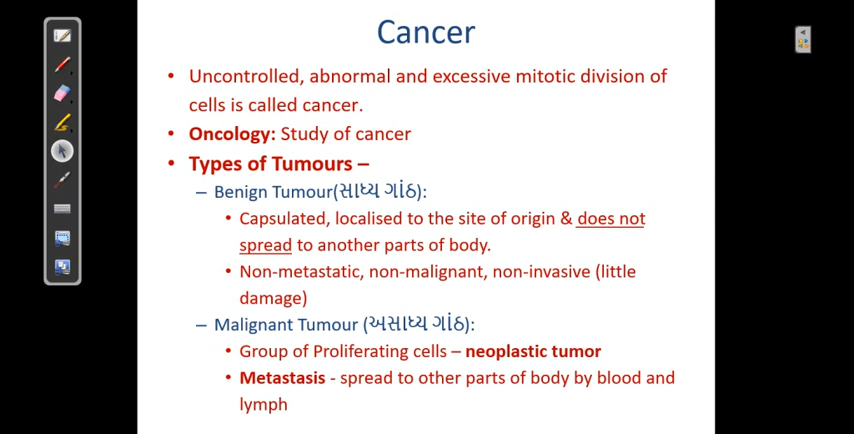 Cancer
• Uncontrolled, abnormal and excessive mitotic division of
cells is called cancer.
• Oncology: Study of cancer
• Types of Tumours –
– Benign Tumour(સાધ્ય ગાંઠ):
• Capsulated, localised to the site of origin & does not
spread to another parts of body.
• Non-metastatic, non-malignant, non-invasive (little
damage)
– Malignant Tumour (અસાધ્ય ગાંઠ):
• Group of Proliferating cells – neoplastic tumor
• Metastasis - spread to other parts of body by blood and
lymph